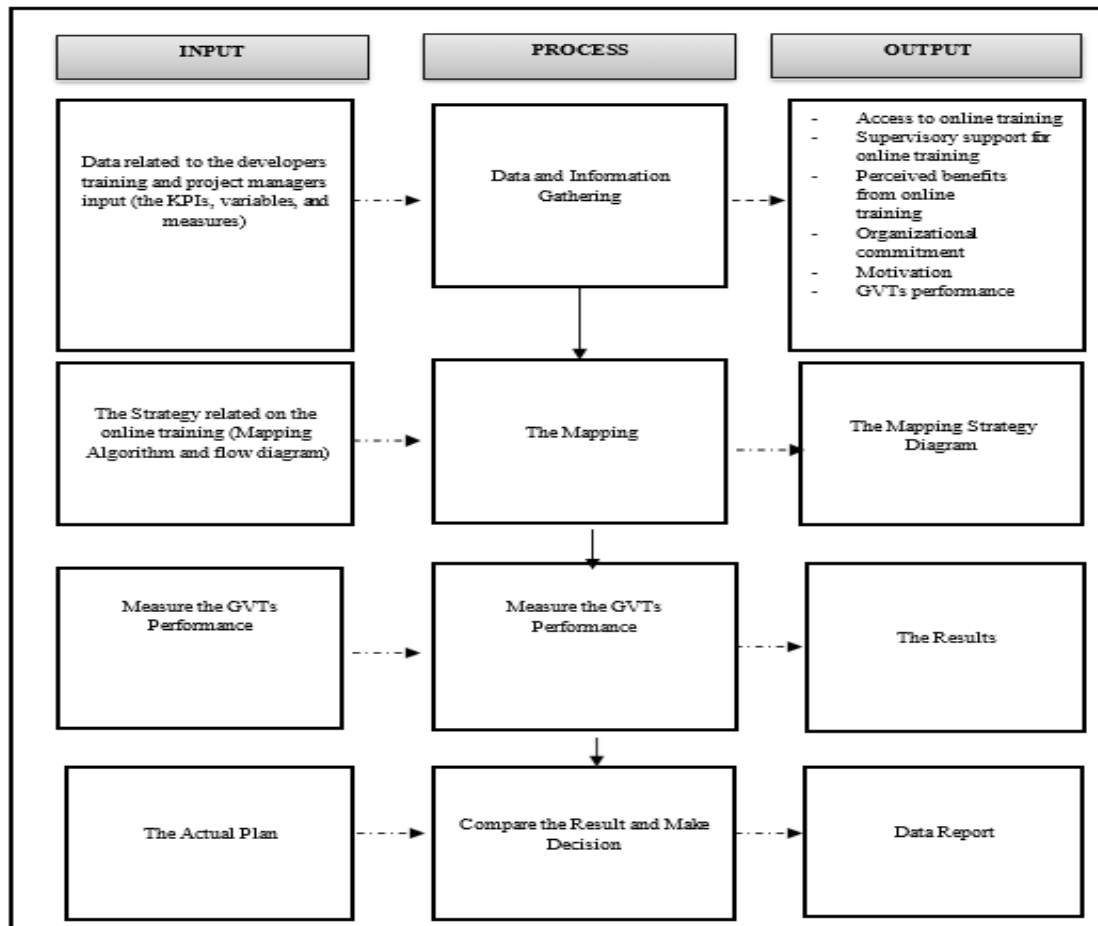 INPUT
PROCESS
OUTPUT
Data related to the developers
training and project managers
input (the KPIs, variables, and
measures)
Data and Information
Gathering
- Access to online training
- Supervisory support for
online training
- Perceived benefits
from online
training
- Organizational
commitment
- Motivation
- GVTs performance
The Strategy related on the
online training (Mapping
Algorithm and flow diagram)
The Mapping
The Mapping Strategy
Diagram
Measure the GVTs
Performance
Measure the GVTs
Performance
The Results
The Actual Plan
Compare the Result and Make
Decision
Data Report